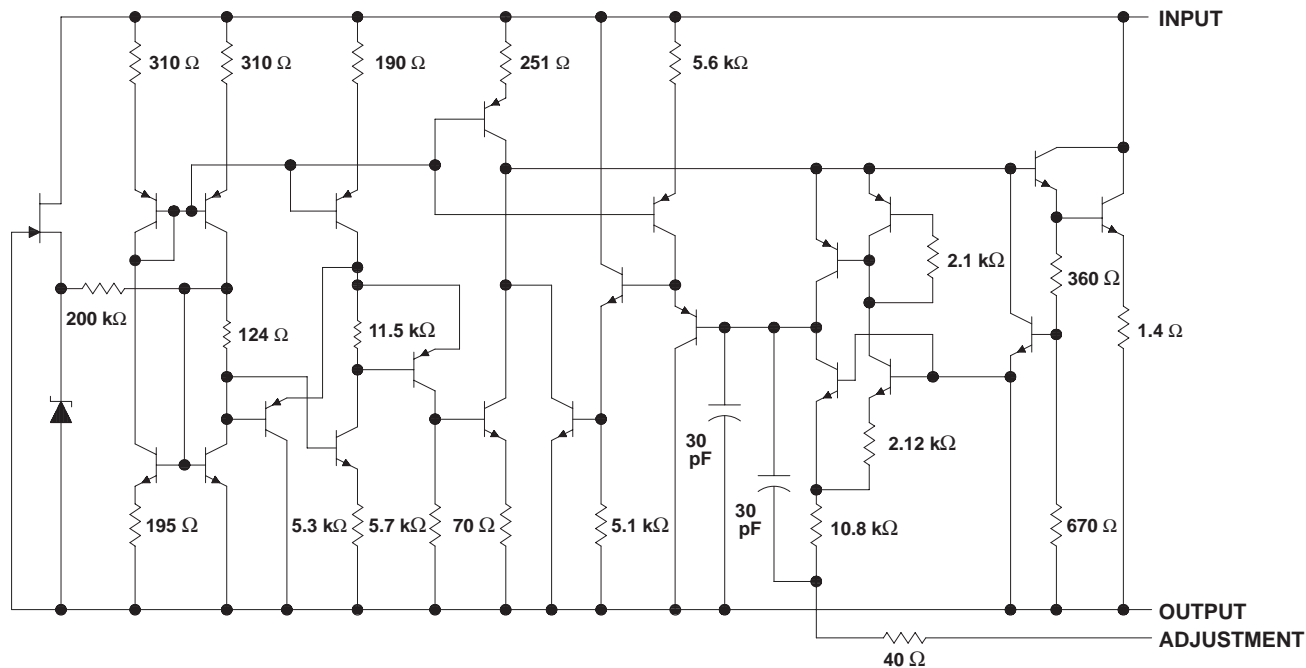 INPUT
310 Ω
310 Ω
190 Ω
251 Ω
5.6 kΩ
200 kΩ
124 Ω
11.5 kΩ
2.1 kΩ
360 Ω
1.4 Ω
30
pF
30
pF
2.12 kΩ
195 Ω
5.3 kΩ
5.7 kΩ
70 Ω
5.1 kΩ
10.8 kΩ
670 Ω
OUTPUT
ADJUSTMENT
40 Ω